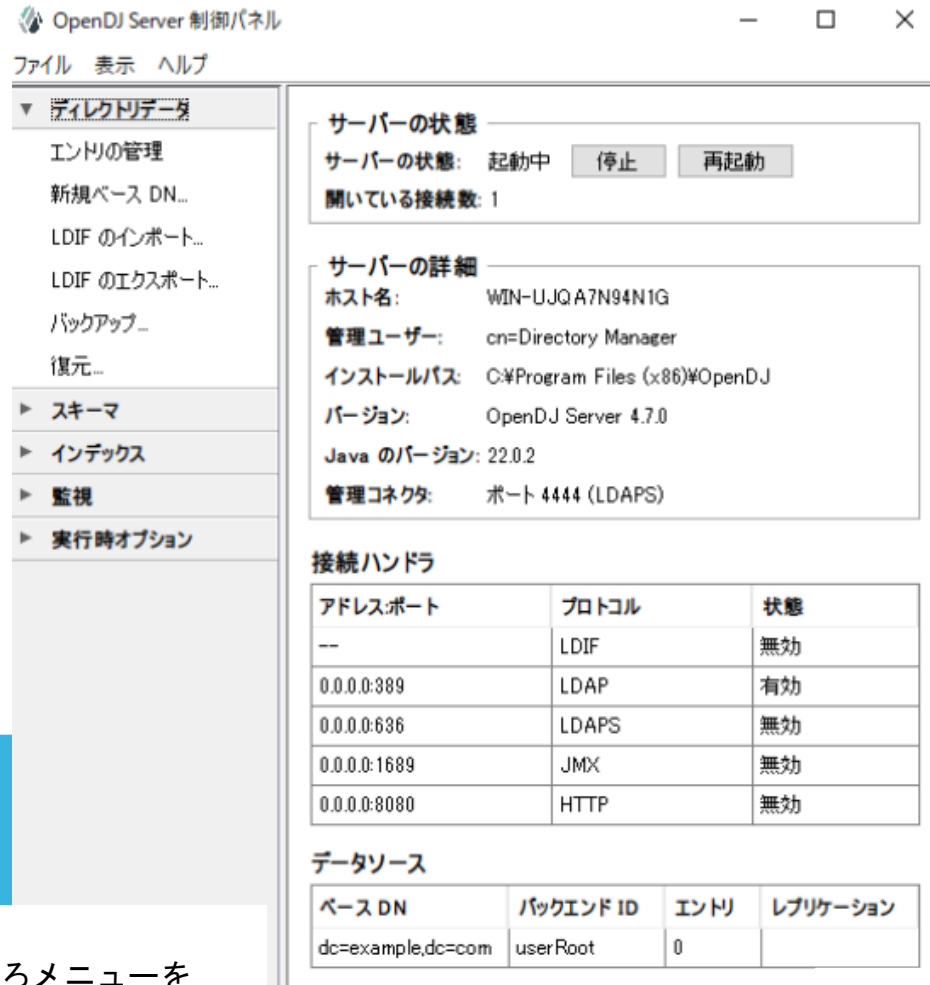 OpenDJ Server 制御パネル
ファイル 表示 ヘルプ
ディレクトリデータ
エントリの管理
新規ベース DN...
LDIF のインポート...
LDIF のエクスポート...
バックアップ...
復元...
スキーマ
インデックス
監視
実行時オプション
サーバーの状態
サーバーの状態: 起動中 停止 再起動
開いている接続数: 1
サーバーの詳細
ホスト名: WIN-UJQA7N94N1G
管理ユーザー: cn=Directory Manager
インストールパス: C:¥Program Files (x86)¥OpenDJ
バージョン: OpenDJ Server 4.7.0
Java のバージョン: 22.0.2
管理コネクタ: ポート 4444 (LDAPS)
接続ハンドラ
アドレス:ポート プロトコル 状態
-- LDIF 無効
0.0.0.0:389 LDAP 有効
0.0.0.0:636 LDAPS 無効
0.0.0.0:1689 JMX 無効
0.0.0.0:8080 HTTP 無効
データソース
ベース DN バックエンド ID エントリ レプリケーション
dc=example,dc=com userRoot 0
ろメニューを